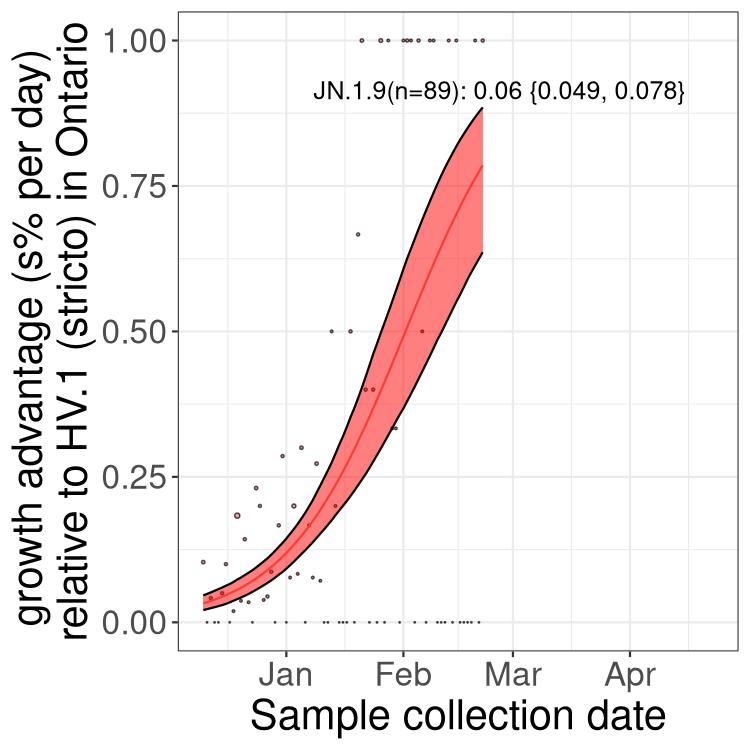 growth advantage (s% per day)
relative to HV.1 (stricto) in Ontario
1.00
0.75
0.50
0.25
0.00
JN.1.9(n=89): 0.06 {0.049, 0.078}
Jan Feb Mar Apr
Sample collection date